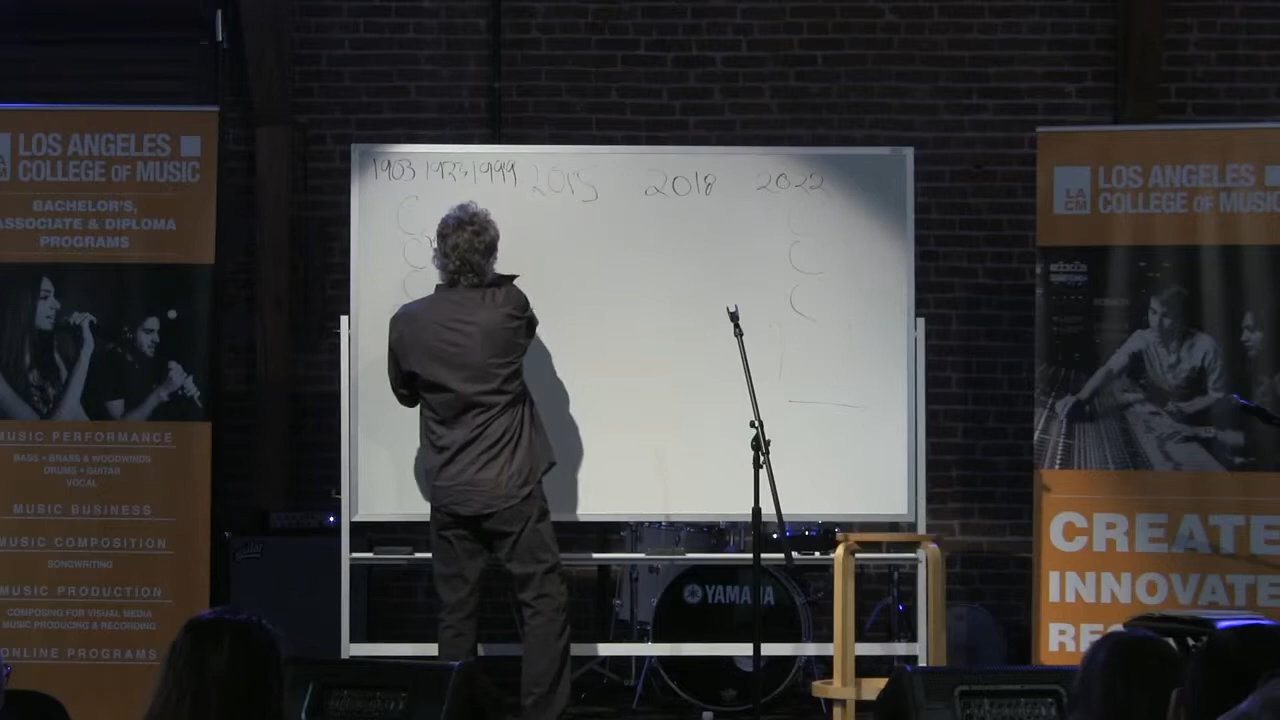 LOS ANGELES
COLLEGE OF MUSIC
BACHELOR'S,
ASSOCIATE & DIPLOMA
PROGRAMS
MUSIC PERFORMANCE
BASS • BRASS & WOODWINDS
DRUMS • GUITAR
VOCAL
MUSIC BUSINESS
MUSIC COMPOSITION
SONGWRITING
MUSIC PRODUCTION
COMPOSING FOR VISUAL MEDIA
MUSIC PRODUCING & RECORDING
ONLINE PROGRAMS
1903 1923 1999 2015 2018 2022
C C
C C
C C
YAMAHA
LA
CM
LOS ANGELES
COLLEGE OF MUSIC
CREATE
INNOVATE